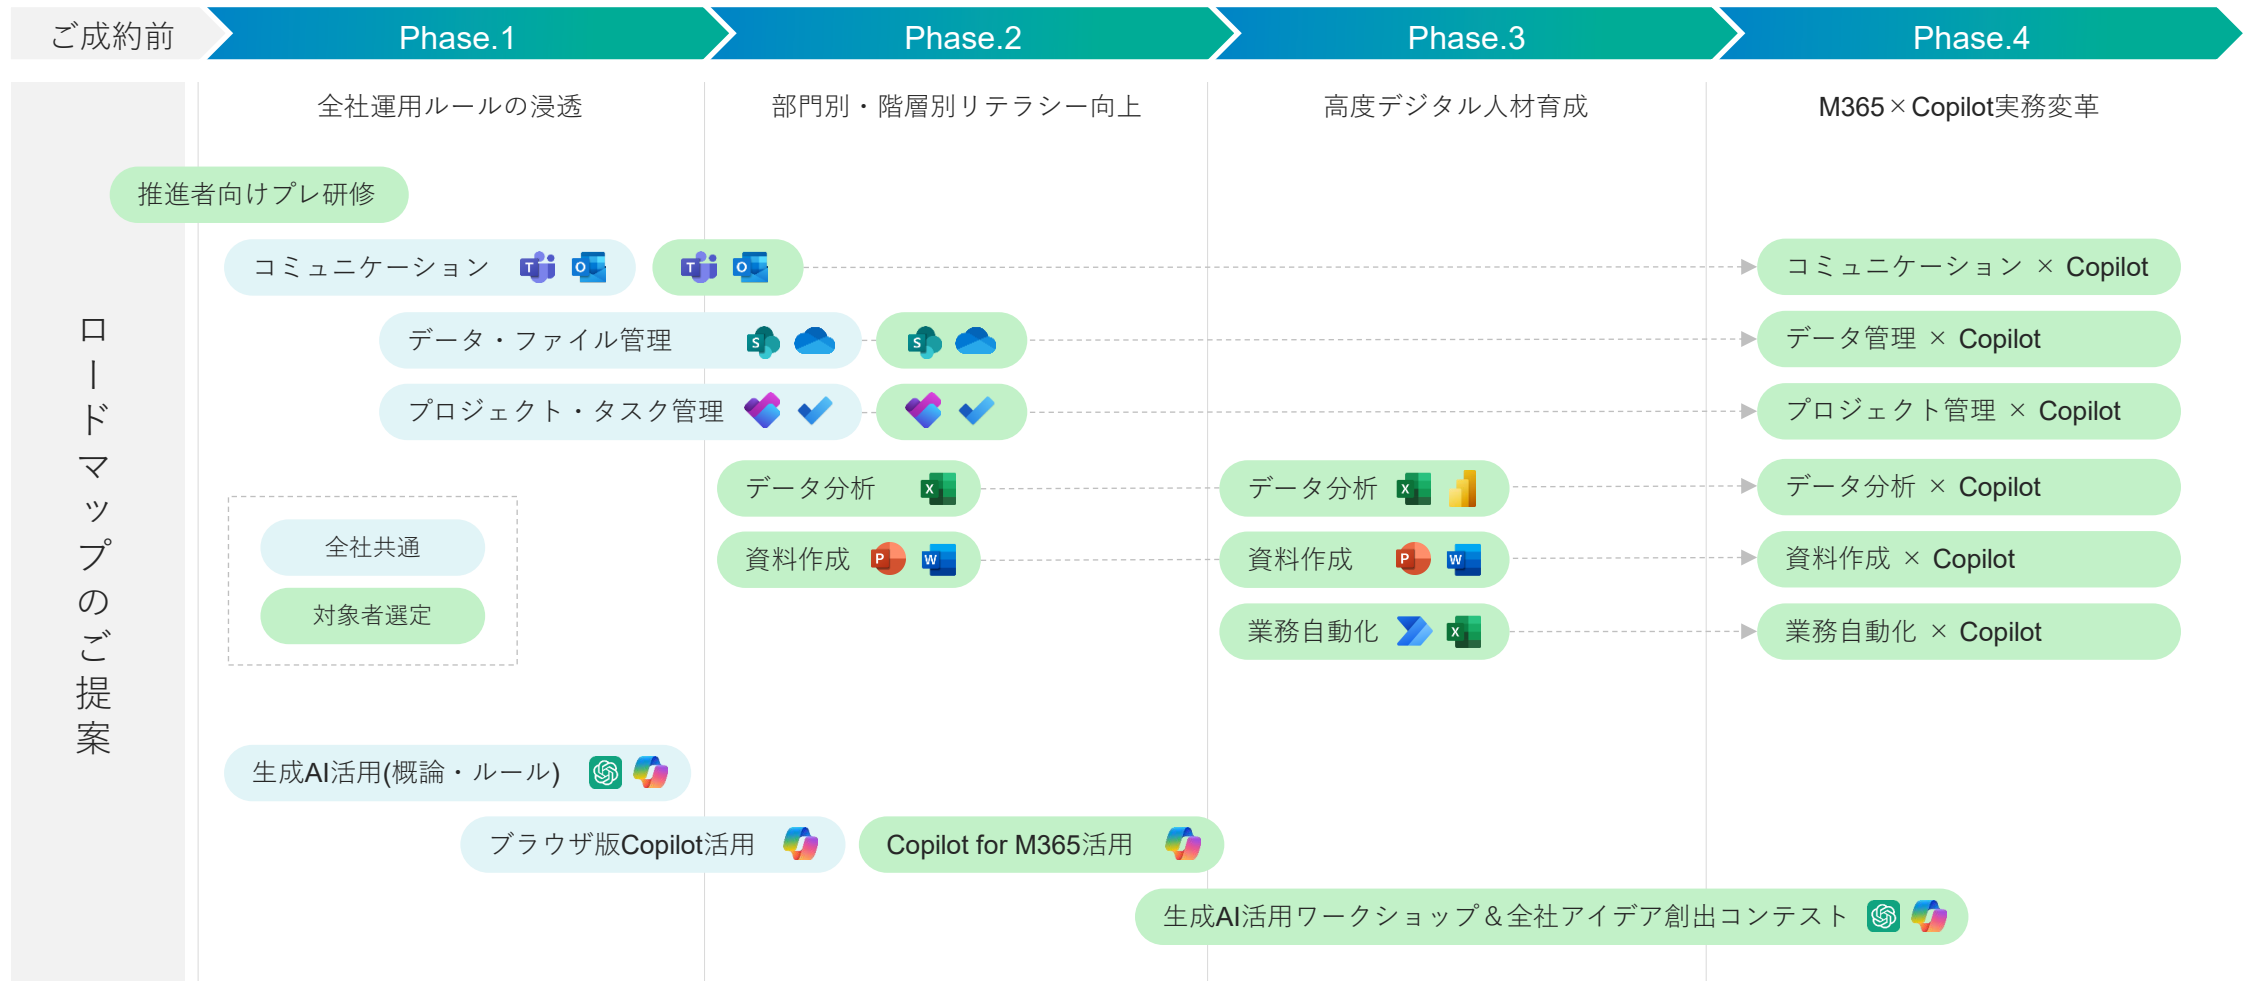 ご成約前
Phase.1
Phase.2
Phase.3
Phase.4
ロードマップのご提案
全社運用ルールの浸透
部門別・階層別リテラシー向上
高度デジタル人材育成
M365×Copilot実務変革
推進者向けプレ研修
コミュニケーション
コミュニケーション × Copilot
データ・ファイル管理
データ管理 × Copilot
プロジェクト・タスク管理
プロジェクト管理 × Copilot
データ分析
データ分析
データ分析 × Copilot
全社共通
資料作成
資料作成
資料作成 × Copilot
対象者選定
業務自動化
業務自動化 × Copilot
生成AI活用(概論・ルール)
ブラウザ版Copilot活用
Copilot for M365活用
生成AI活用ワークショップ＆全社アイデア創出コンテスト